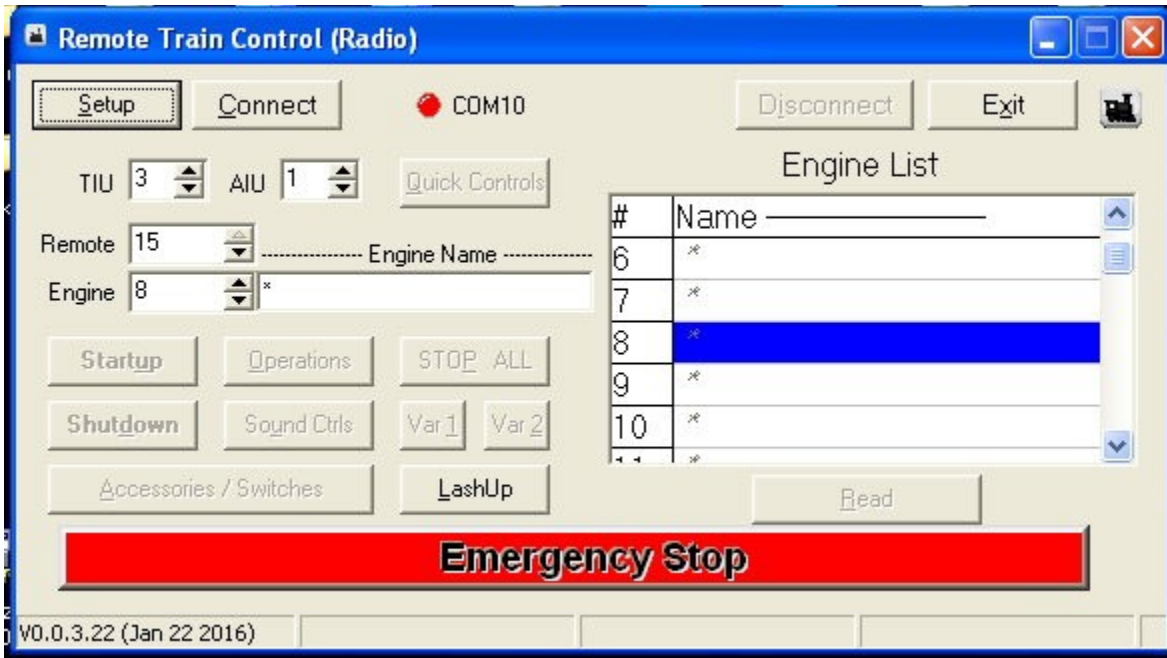 Remote Train Control (Radio)
Setup Connect COM10 Disconnect Exit
Engine List
TIU 3 AIU 1 Quick Controls
# Name
Remote 15 ---------------- Engine Name --------------
6 *
Engine 8 *
7 *
8 *
Startup Operations STOP ALL
9 *
Shutdown Sound Ctrls Var 1 Var 2
10 *
Accessories / Switches LashUp
Read
Emergency Stop
V0.0.3.22 (Jan 22 2016)